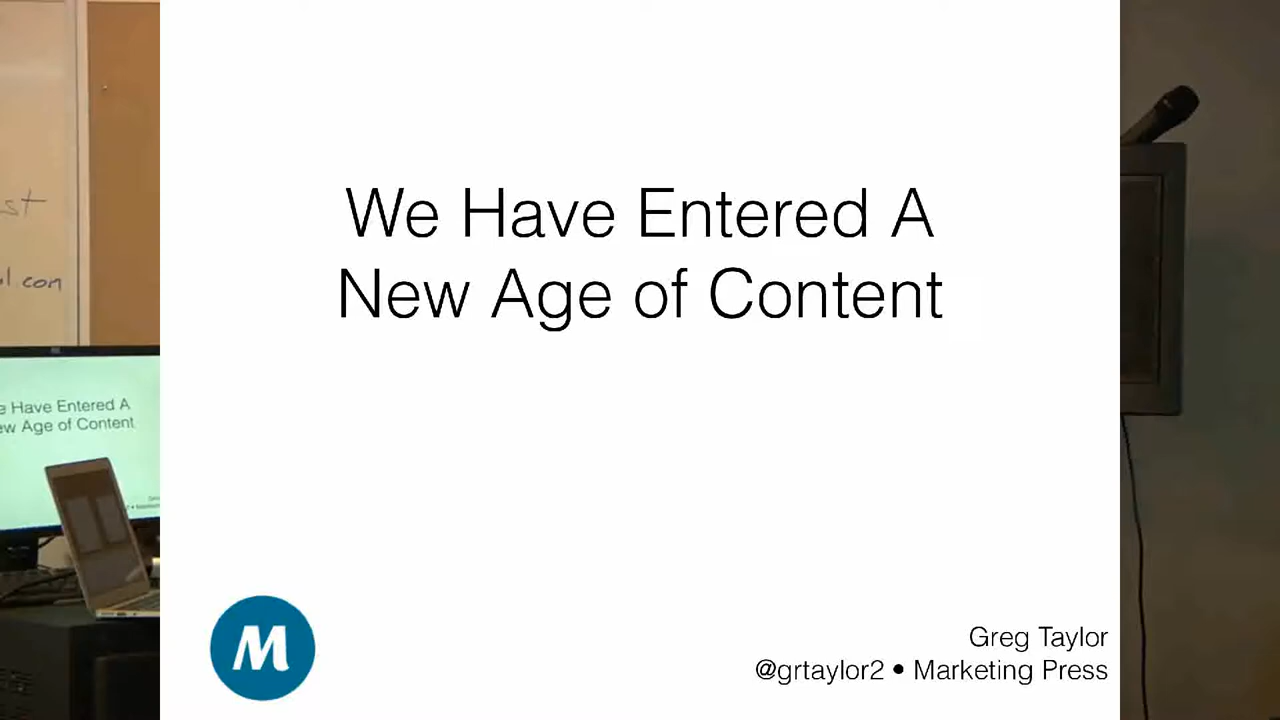 We Have Entered A
New Age of Content
M
Greg Taylor
@grtaylor2 • Marketing Press
st
l.com
e Have Entered A
ew Age of Content